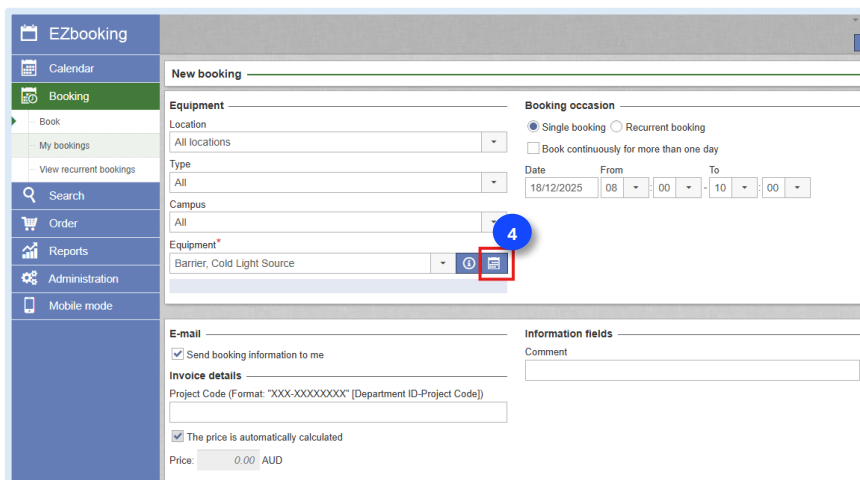 EZbooking
Calendar
Booking
Book
My bookings
View recurrent bookings
Search
Order
Reports
Administration
Mobile mode
New booking
Equipment
Location
All locations
Type
All
Campus
All
Equipment*
Barrier, Cold Light Source
4
Booking occasion
Single booking Recurrent booking
Book continuously for more than one day
Date From To
18/12/2025 08 : 00 - 10 : 00
E-mail
Send booking information to me
Invoice details
Project Code (Format: "XXX-XXXXXXXX" [Department ID-Project Code])
The price is automatically calculated
Price: 0.00 AUD
Information fields
Comment